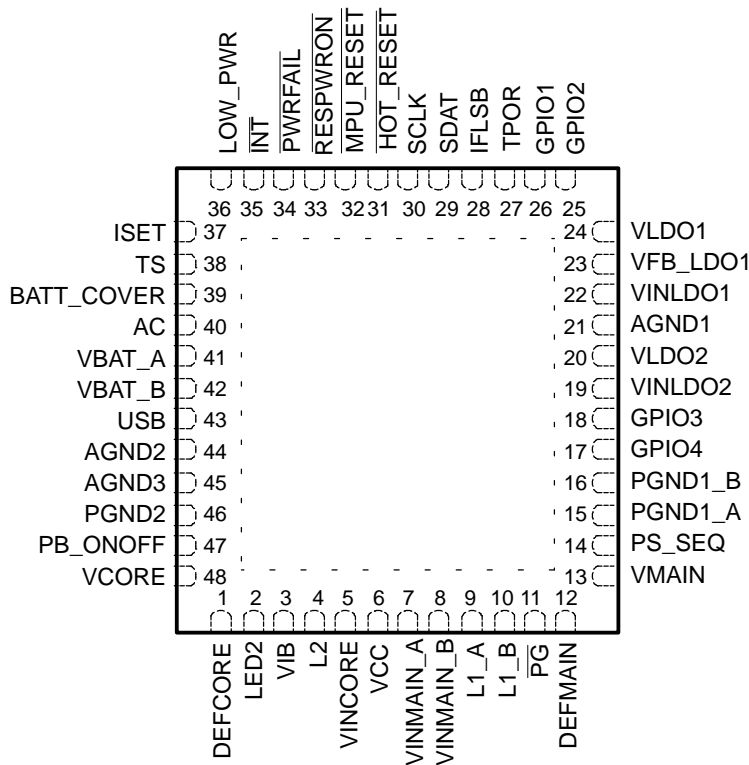 LOW_PWR
INT
PWRFAIL
RESPWRON
MPU_RESET
HOT_RESET
SCLK
SDAT
IFLSB
TPOR
GPIO1
GPIO2
36 35 34 33 32 31 30 29 28 27 26 25
ISET 37 24 VLDO1
TS 38 23 VFB_LDO1
BATT_COVER 39 22 VINLDO1
AC 40 21 AGND1
VBAT_A 41 20 VLDO2
VBAT_B 42 19 VINLDO2
USB 43 18 GPIO3
AGND2 44 17 GPIO4
AGND3 45 16 PGND1_B
PGND2 46 15 PGND1_A
PB_ONOFF 47 14 PS_SEQ
VCORE 48 13 VMAIN
1 2 3 4 5 6 7 8 9 10 11 12
DEFCORE
LED2
VIB
L2
VINCORE
VCC
VINMAIN_A
VINMAIN_B
L1_A
L1_B
PG
DEFMAIN